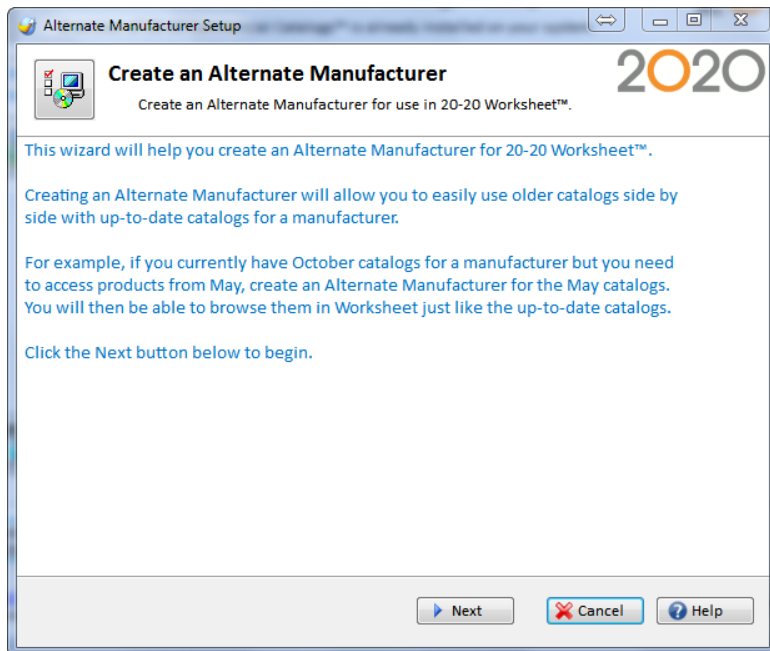 Alternate Manufacturer Setup
Create an Alternate Manufacturer
2020
Create an Alternate Manufacturer for use in 20-20 Worksheet™.
This wizard will help you create an Alternate Manufacturer for 20-20 Worksheet™.
Creating an Alternate Manufacturer will allow you to easily use older catalogs side by
side with up-to-date catalogs for a manufacturer.
For example, if you currently have October catalogs for a manufacturer but you need
to access products from May, create an Alternate Manufacturer for the May catalogs.
You will then be able to browse them in Worksheet just like the up-to-date catalogs.
Click the Next button below to begin.
Next
Cancel
Help